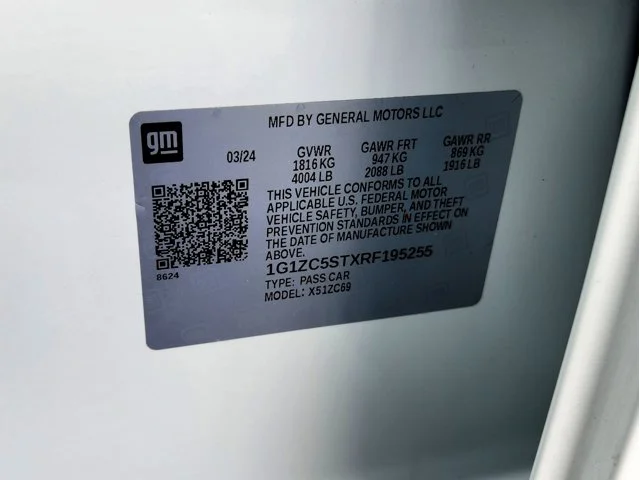 MFD BY GENERAL MOTORS LLC
gm
03/24
GVWR GAWR FRT GAWR RR
1816 KG 947 KG 869 KG
4004 LB 2088 LB 1916 LB
THIS VEHICLE CONFORMS TO ALL
APPLICABLE U.S. FEDERAL MOTOR
VEHICLE SAFETY, BUMPER, AND THEFT
PREVENTION STANDARDS IN EFFECT ON
THE DATE OF MANUFACTURE SHOWN
ABOVE.
8624
1G1ZC5STXRF195255
TYPE: PASS CAR
MODEL: X51ZC69